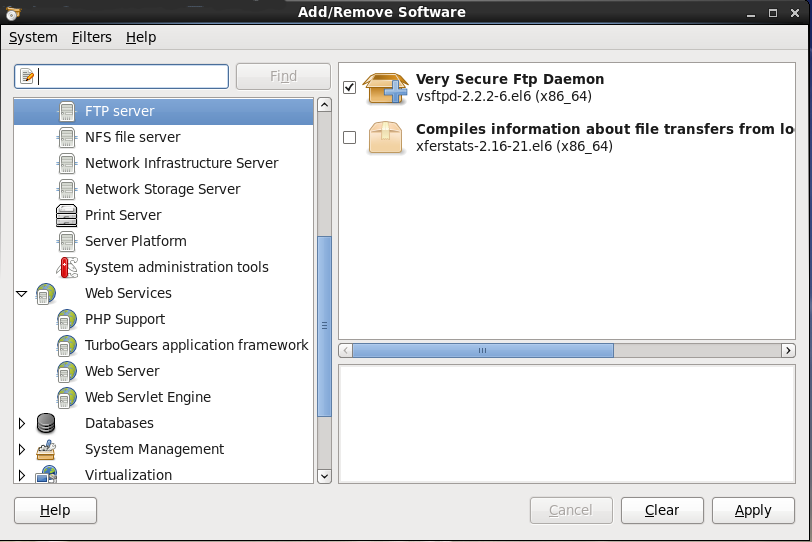 Add/Remove Software
System Filters Help
Find
FTP server
NFS file server
Network Infrastructure Server
Network Storage Server
Print Server
Server Platform
System administration tools
Web Services
PHP Support
TurboGears application framework
Web Server
Web Servlet Engine
Databases
System Management
Virtualization
Very Secure Ftp Daemon
vsftpd-2.2.2-6.el6 (x86_64)
Compiles information about file transfers from lo
xferstats-2.16-21.el6 (x86_64)
Help
Cancel
Clear
Apply